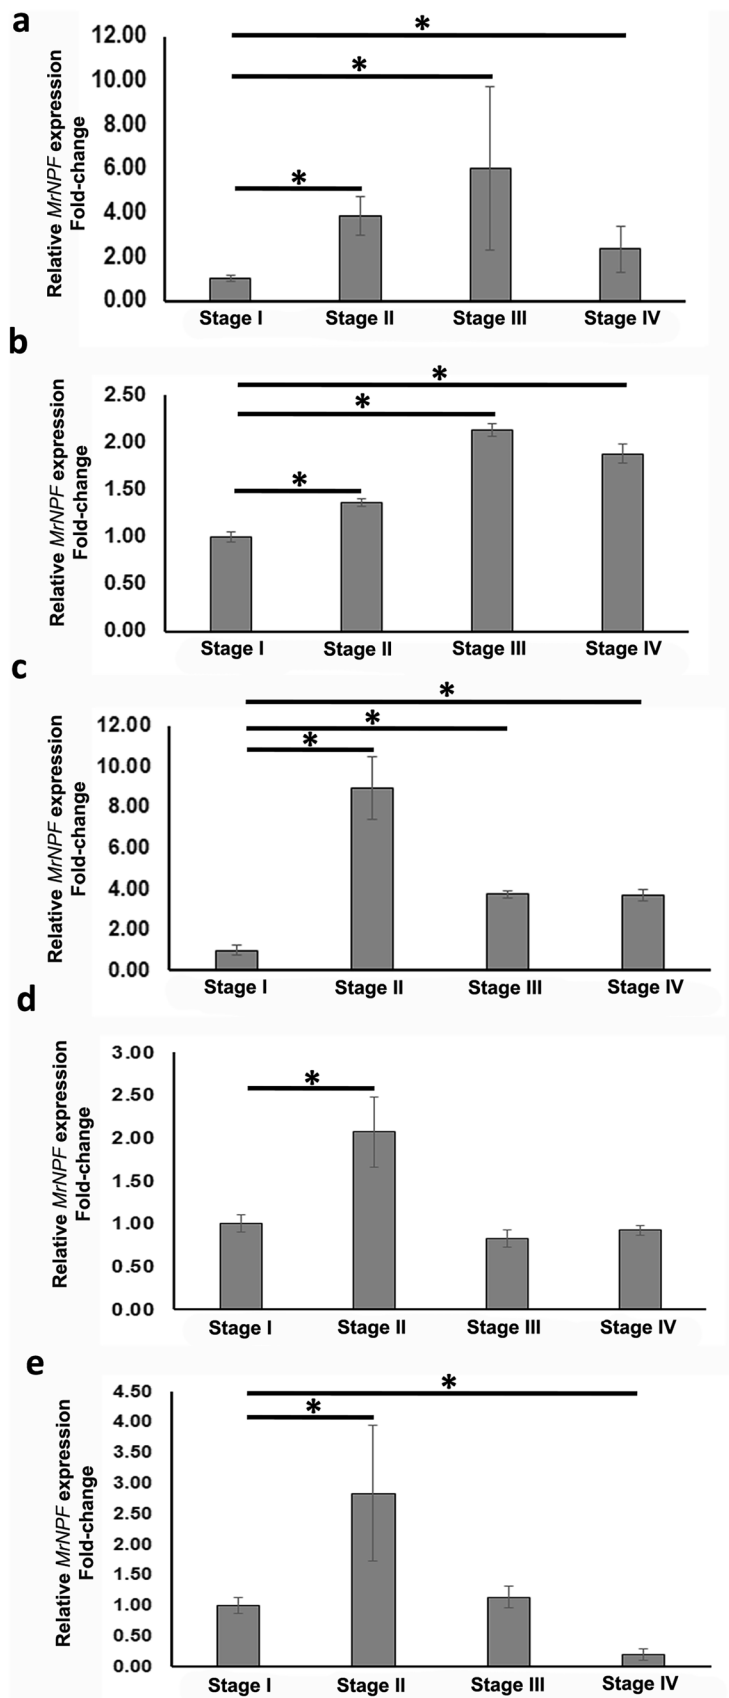 a
*
*
*
12.00
10.00
8.00
6.00
4.00
2.00
0.00
Relative MrNPF expression
Fold-change
Stage I Stage II Stage III Stage IV
b
*
*
*
2.50
2.00
1.50
1.00
0.50
0.00
Relative MrNPF expression
Fold-change
Stage I Stage II Stage III Stage IV
c
*
*
*
12.00
10.00
8.00
6.00
4.00
2.00
0.00
Relative MrNPF expression
Fold-change
Stage I Stage II Stage III Stage IV
d
*
3.00
2.50
2.00
1.50
1.00
0.50
0.00
Relative MrNPF expression
Fold-change
Stage I Stage II Stage III Stage IV
e
*
*
4.50
4.00
3.50
3.00
2.50
2.00
1.50
1.00
0.50
0.00
Relative MrNPF expression
Fold-change
Stage I Stage II Stage III Stage IV